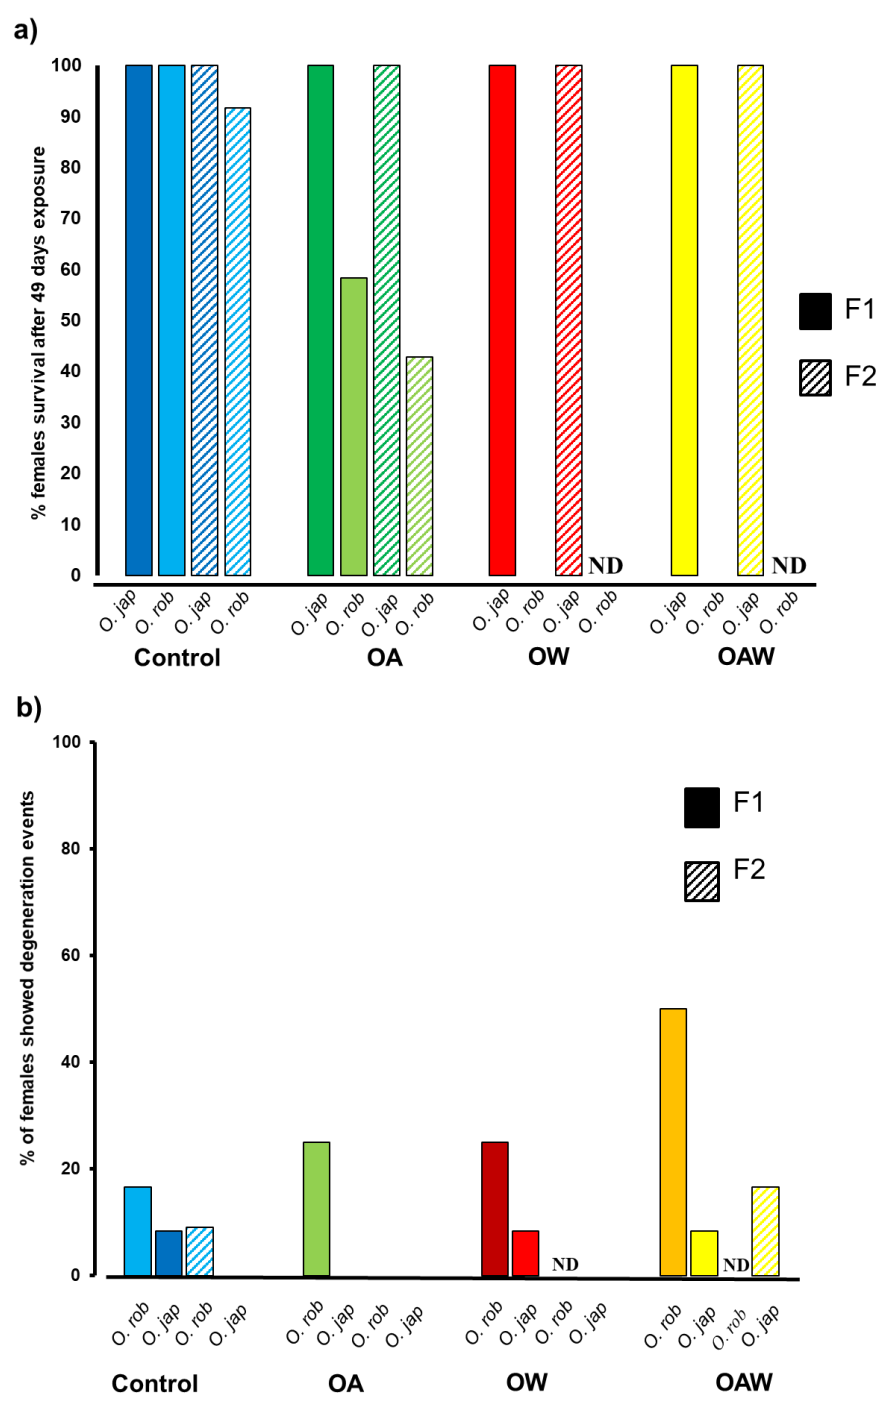 a)
% females survival after 49 days exposure
100
90
80
70
60
50
40
30
20
10
0
F1
F2
ND
ND
O. jap
O. rob
O. jap
O. rob
O. jap
O. rob
O. jap
O. rob
O. jap
O. rob
O. jap
O. rob
O. jap
O. rob
O. jap
O. rob
Control
OA
OW
OAW
b)
% of females showed degeneration events
100
80
60
40
20
0
F1
F2
ND
ND
O. rob
O. jap
O. rob
O. jap
O. rob
O. jap
O. rob
O. jap
O. rob
O. jap
O. rob
O. jap
O. rob
O. jap
O. rob
O. jap
Control
OA
OW
OAW